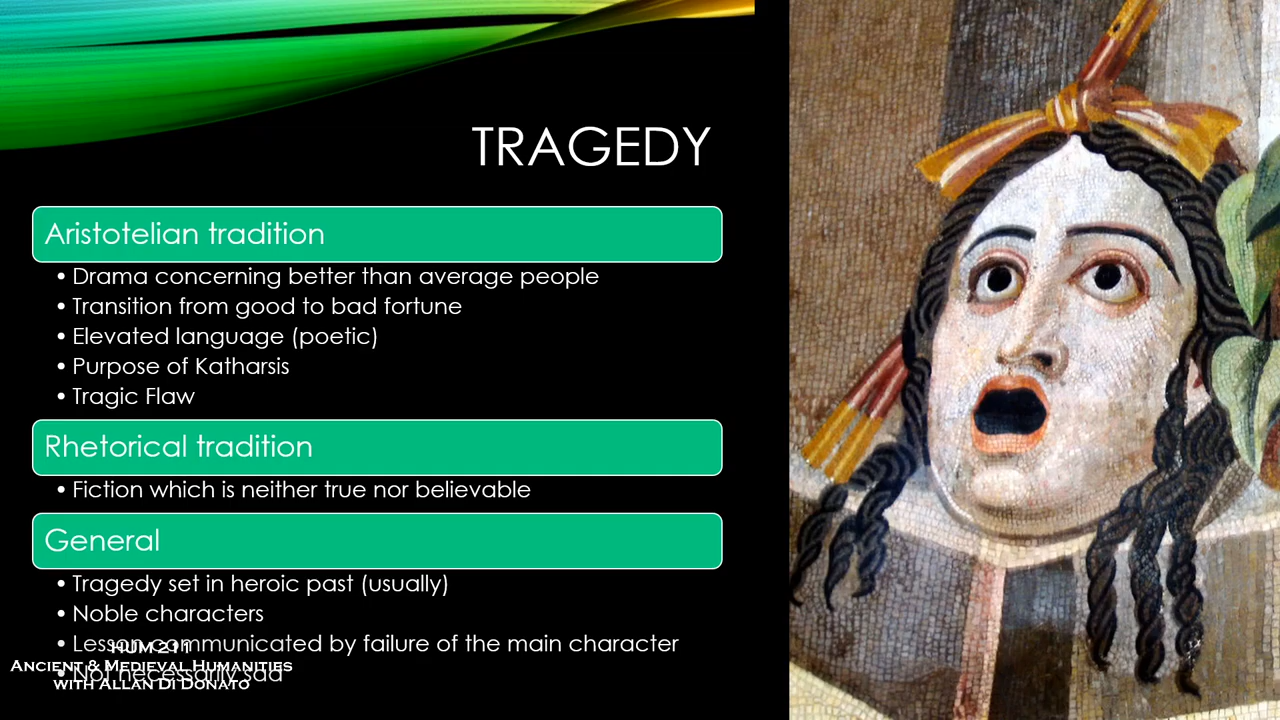 TRAGEDY
Aristotelian tradition
• Drama concerning better than average people
• Transition from good to bad fortune
• Elevated language (poetic)
• Purpose of Katharsis
• Tragic Flaw
Rhetorical tradition
• Fiction which is neither true nor believable
General
• Tragedy set in heroic past (usually)
• Noble characters
• Lesson communicated by failure of the main character
• Not necessarily sad
HUM 211
Ancient & Medieval Humanities
with Allan Di Donato